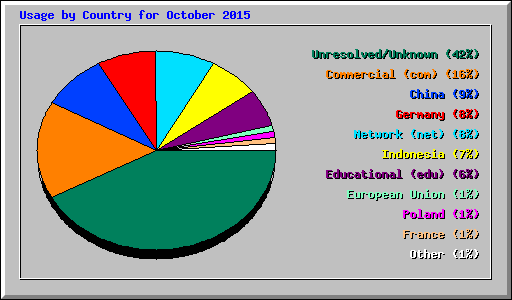 Usage by Country for October 2015
Unresolved/Unknown (42%)
Commercial (com) (16%)
China (9%)
Germany (8%)
Network (net) (8%)
Indonesia (7%)
Educational (edu) (6%)
European Union (1%)
Poland (1%)
France (1%)
Other (1%)